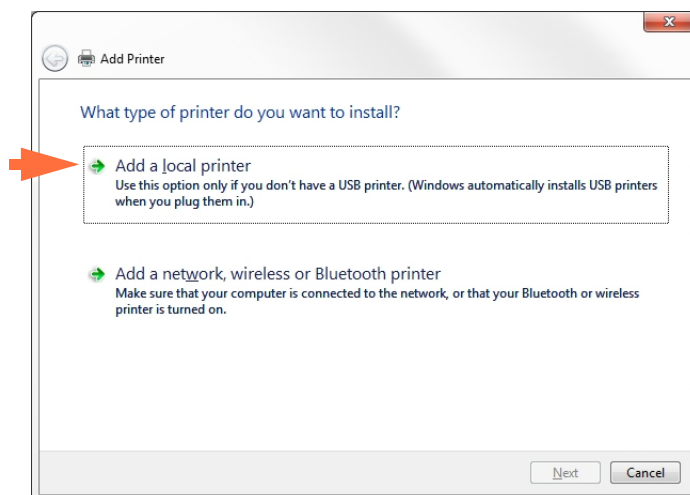 Add Printer
What type of printer do you want to install?
Add a local printer
Use this option only if you don't have a USB printer. (Windows automatically installs USB printers
when you plug them in.)
Add a network, wireless or Bluetooth printer
Make sure that your computer is connected to the network, or that your Bluetooth or wireless
printer is turned on.
Next Cancel